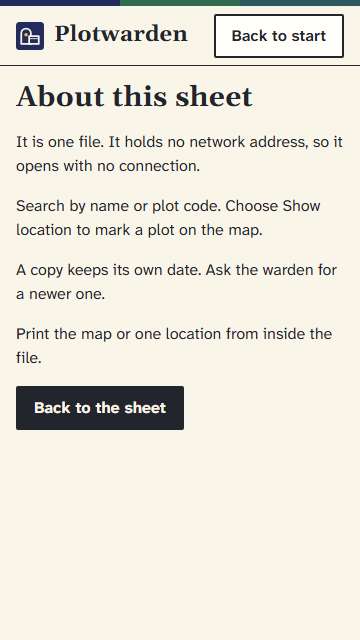 Plotwarden
Back to start
About this sheet
It is one file. It holds no network address, so it
opens with no connection.
Search by name or plot code. Choose Show
location to mark a plot on the map.
A copy keeps its own date. Ask the warden for
a newer one.
Print the map or one location from inside the
file.
Back to the sheet